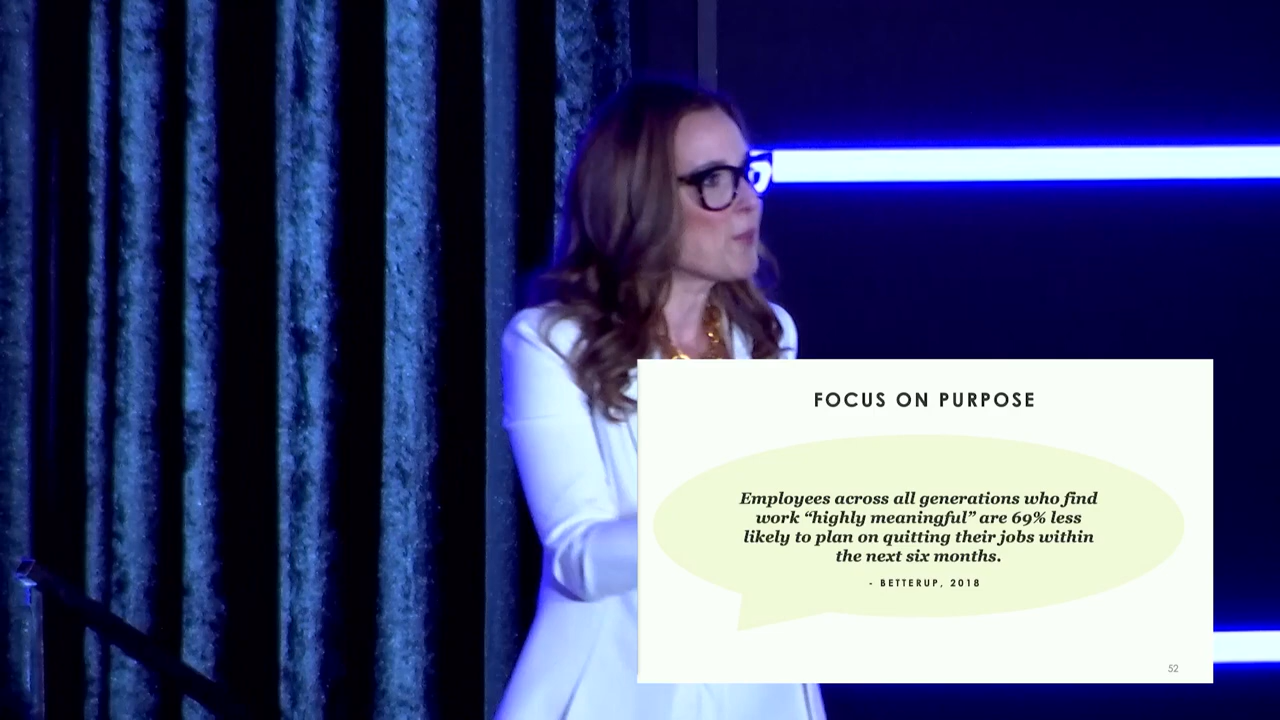 FOCUS ON PURPOSE
Employees across all generations who find
work “highly meaningful” are 69% less
likely to plan on quitting their jobs within
the next six months.
- BETTERUP, 2018
52